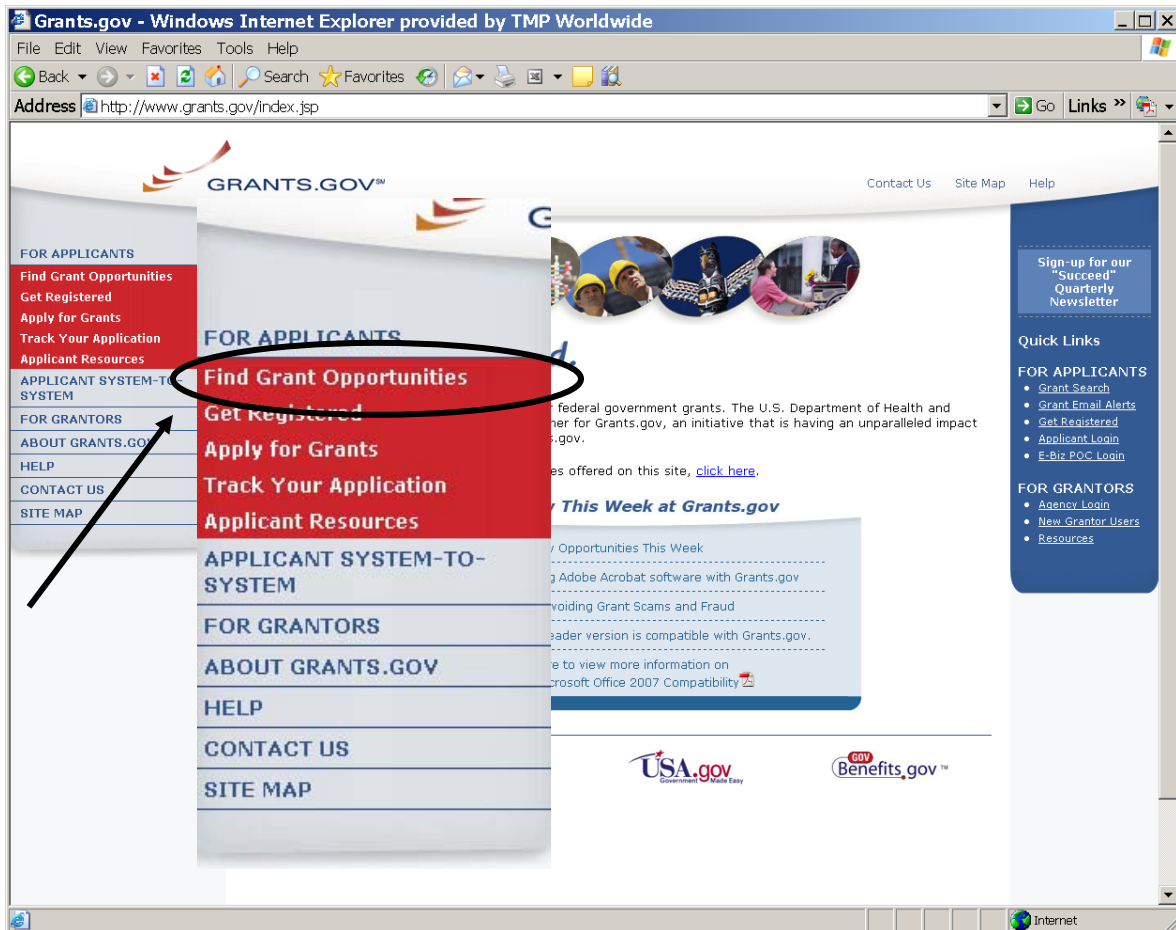 Grants.gov - Windows Internet Explorer provided by TMP Worldwide
File Edit View Favorites Tools Help
Back Search Favorites
Address http://www.grants.gov/index.jsp Go Links »
GRANTS.GOV℠
Contact Us Site Map Help
FOR APPLICANTS
Find Grant Opportunities
Get Registered
Apply for Grants
Track Your Application
Applicant Resources
APPLICANT SYSTEM-TO-
SYSTEM
FOR GRANTORS
ABOUT GRANTS.GOV
HELP
CONTACT US
SITE MAP
FOR APPLICANTS
Find Grant Opportunities
Get Registered
Apply for Grants
Track Your Application
Applicant Resources
APPLICANT SYSTEM-TO-
SYSTEM
FOR GRANTORS
ABOUT GRANTS.GOV
HELP
CONTACT US
SITE MAP
federal government grants. The U.S. Department of Health and
for Grants.gov, an initiative that is having an unparalleled impact
offered on this site, click here.
This Week at Grants.gov
Opportunities This Week
Adobe Acrobat software with Grants.gov
Grant Scams and Fraud
version is compatible with Grants.gov.
to view more information on
Office 2007 Compatibility
USA.gov
Government Made Easy
GOV
Benefits.gov ™
Sign-up for our
"Succeed"
Quarterly
Newsletter
Quick Links
FOR APPLICANTS
Grant Search
Grant Email Alerts
Get Registered
Applicant Login
E-Biz POC Login
FOR GRANTORS
Agency Login
New Grantor Users
Resources
Internet